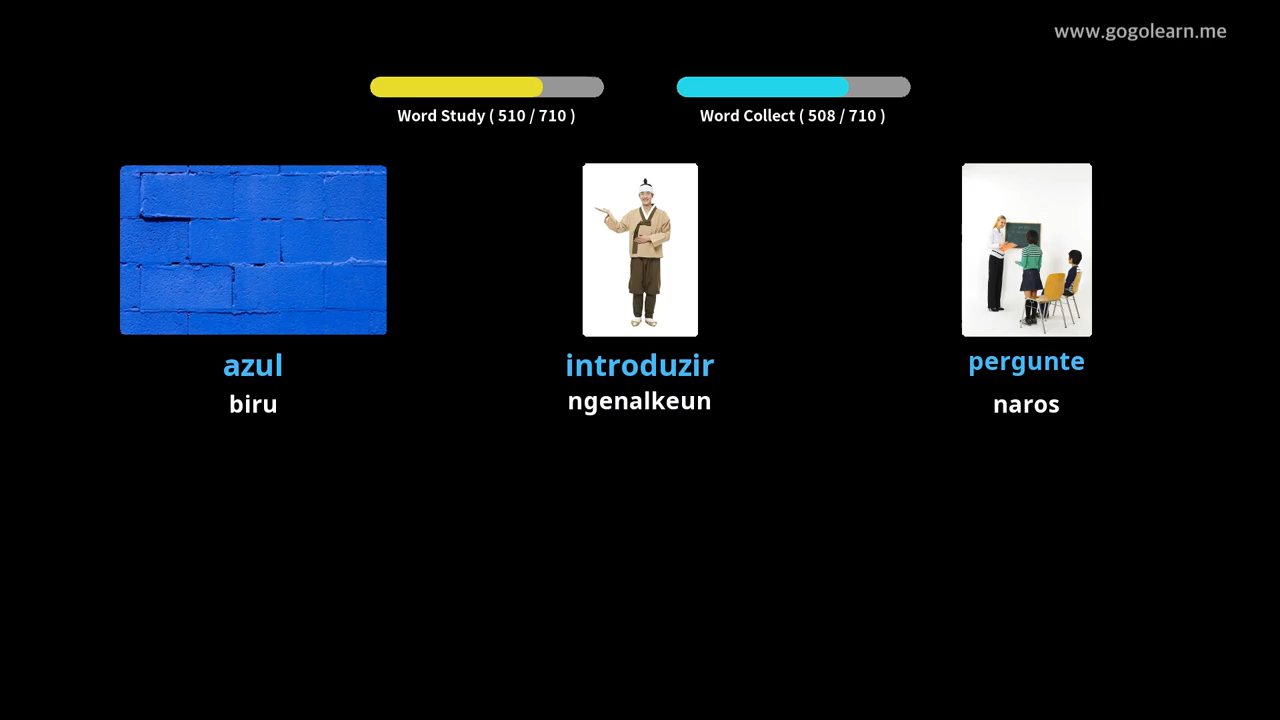 www.gogolearn.me
Word Study ( 510 / 710 )
Word Collect ( 508 / 710 )
azul
biru
introduzir
ngenalkeun
pergunte
naros